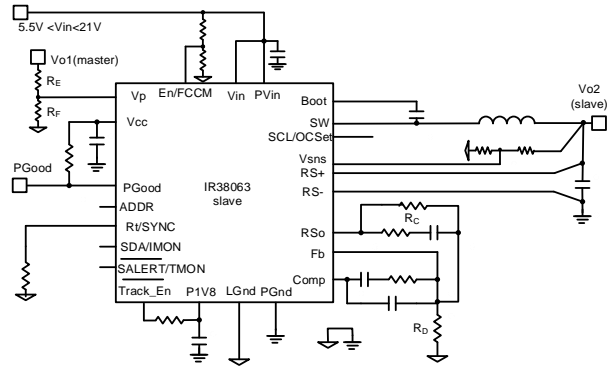 5.5V <Vin<21V
Vo1(master)
RE
RF
Vp
En/FCCM
Vin
PVin
Vcc
PGood
PGood
ADDR
Rt/SYNC
SDA/IMON
SALERT/TMON
Track_En
P1V8
LGnd
PGnd
IR38063
slave
Boot
SW
SCL/OCSet
Vsns
RS+
RS-
RSo
Fb
Comp
RC
RD
Vo2
(slave)